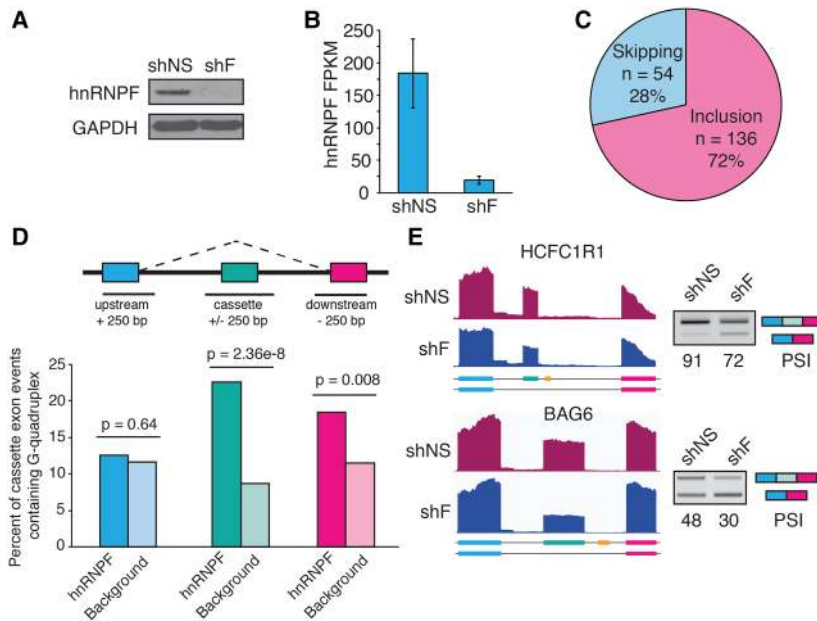 A
shNS shF
hnRNPF
GAPDH
B
hnRNPF FPKM
250
200
150
100
50
0
shNS shF
C
Skipping
n = 54
28%
Inclusion
n = 136
72%
D
upstream
+ 250 bp
cassette
+/- 250 bp
downstream
- 250 bp
Percent of cassette exon events
containing G-quadruplex
25
20
15
10
5
0
p = 0.64
p = 2.36e-8
p = 0.008
hnRNPF
Background
hnRNPF
Background
hnRNPF
Background
E
HCFC1R1
shNS
shF
shNS
shF
91 72 PSI
BAG6
shNS
shF
shNS
shF
48 30 PSI